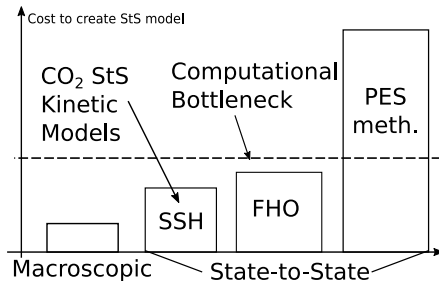 Cost to create StS model
CO₂ StS
Kinetic
Models
Computational
Bottleneck
PES
meth.
SSH
FHO
Macroscopic
State-to-State